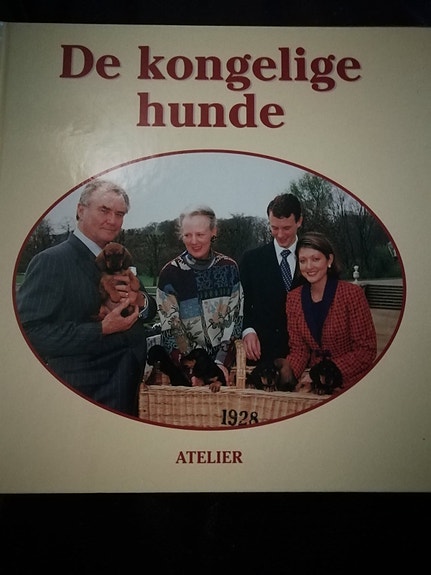 De kongelige
hunde
1928
ATELIER